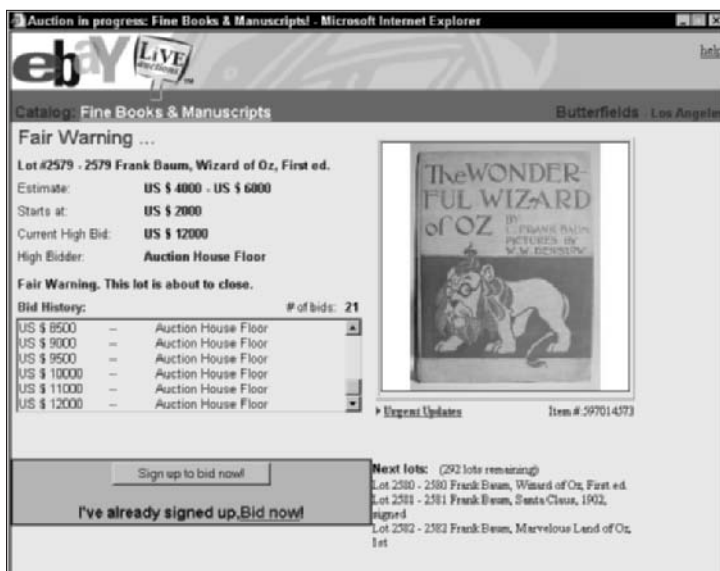 Auction in progress: Fine Books & Manuscripts! - Microsoft Internet Explorer
ebay LiVE auctions ™
help
Catalog: Fine Books & Manuscripts
Butterfields - Los Angeles
Fair Warning ...
Lot #2579 - 2579 Frank Baum, Wizard of Oz, First ed.
Estimate: US $ 4000 - US $ 6000
Starts at: US $ 2000
Current High Bid: US $ 12000
High Bidder: Auction House Floor
Fair Warning. This lot is about to close.
Bid History: # of bids: 21
US $ 8500 -- Auction House Floor
US $ 9000 -- Auction House Floor
US $ 9500 -- Auction House Floor
US $ 10000 -- Auction House Floor
US $ 11000 -- Auction House Floor
US $ 12000 -- Auction House Floor
The WONDER-
FUL WIZARD
of OZ BY
L. FRANK BAUM
PICTURES BY
W.W. DENSLOW
Urgent Updates Item # 597014573
Sign up to bid now!
I've already signed up, Bid now!
Next lots: (292 lots remaining)
Lot 2580 - 2580 Frank Baum, Wizard of Oz, First ed.
Lot 2581 - 2581 Frank Baum, Santa Claus, 1902,
signed
Lot 2582 - 2582 Frank Baum, Marvelous Land of Oz,
1st